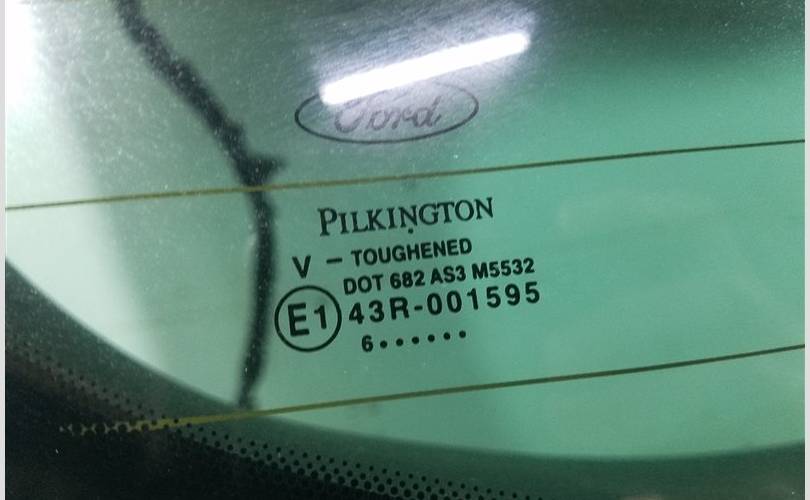 Ford
PILKINGTON
V - TOUGHENED
DOT 682 AS3 M5532
E1 43R-001595
6••••••